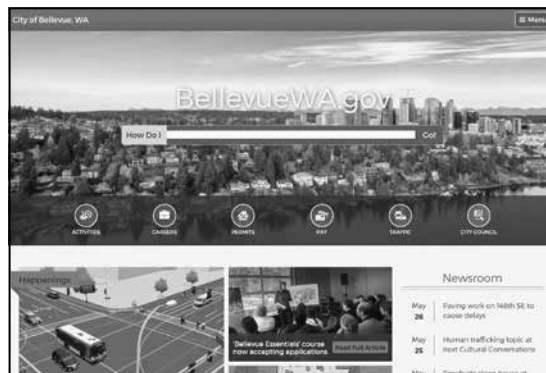 City of Bellevue, WA
Menu
BellevueWA.gov
How Do I
Go!
ACTIVITIES
CAREERS
PERMITS
PAY
TRAFFIC
CITY COUNCIL
Happenings
'Bellevue Essentials' course
now accepting applications
Read Full Article
Newsroom
May
26
Paving work on 148th SE to
cause delays
May
25
Human trafficking topic at
next Cultural Conversations
May